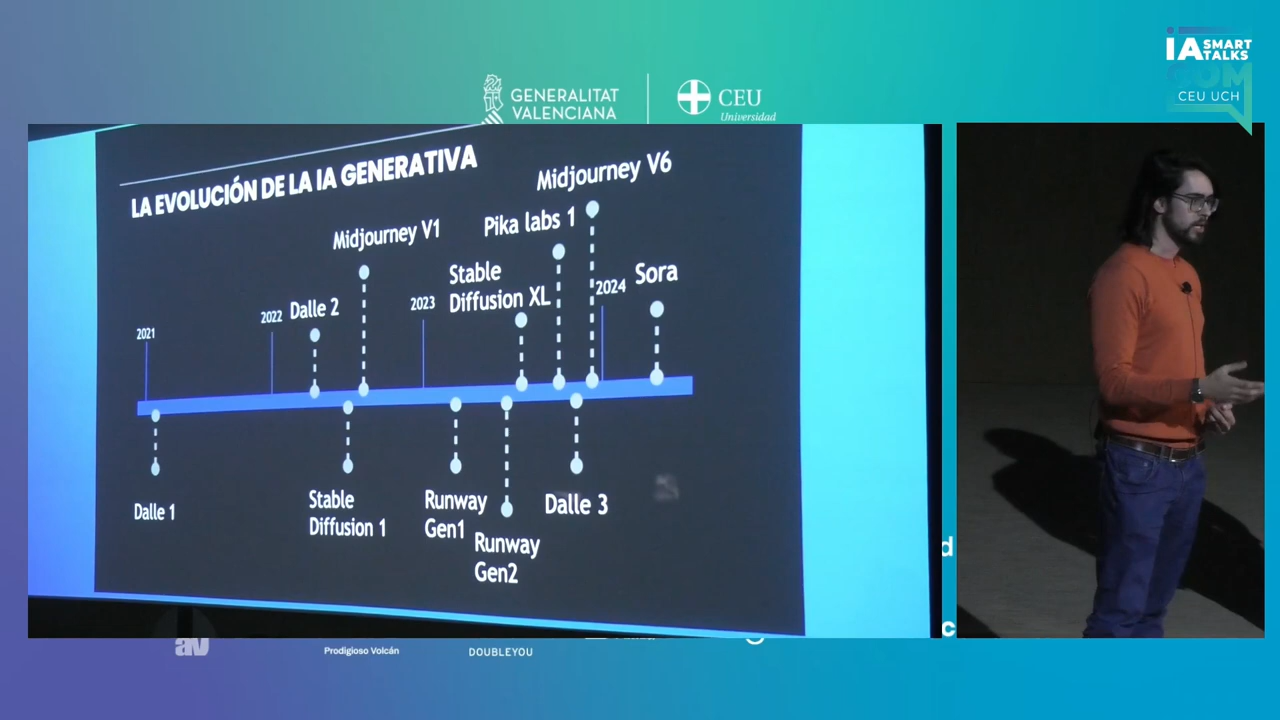 IA SMART
TALKS
COM
CEU UCH
GENERALITAT
VALENCIANA
CEU
Universidad
LA EVOLUCIÓN DE LA IA GENERATIVA
Midjourney V6
Pika labs 1
Midjourney V1
Stable
Diffusion XL
2024
Sora
2023
2022
Dalle 2
2021
Dalle 1
Stable
Diffusion 1
Runway
Gen1
Runway
Gen2
Dalle 3
d
c
av
Prodigioso Volcán
DOUBLEYOU